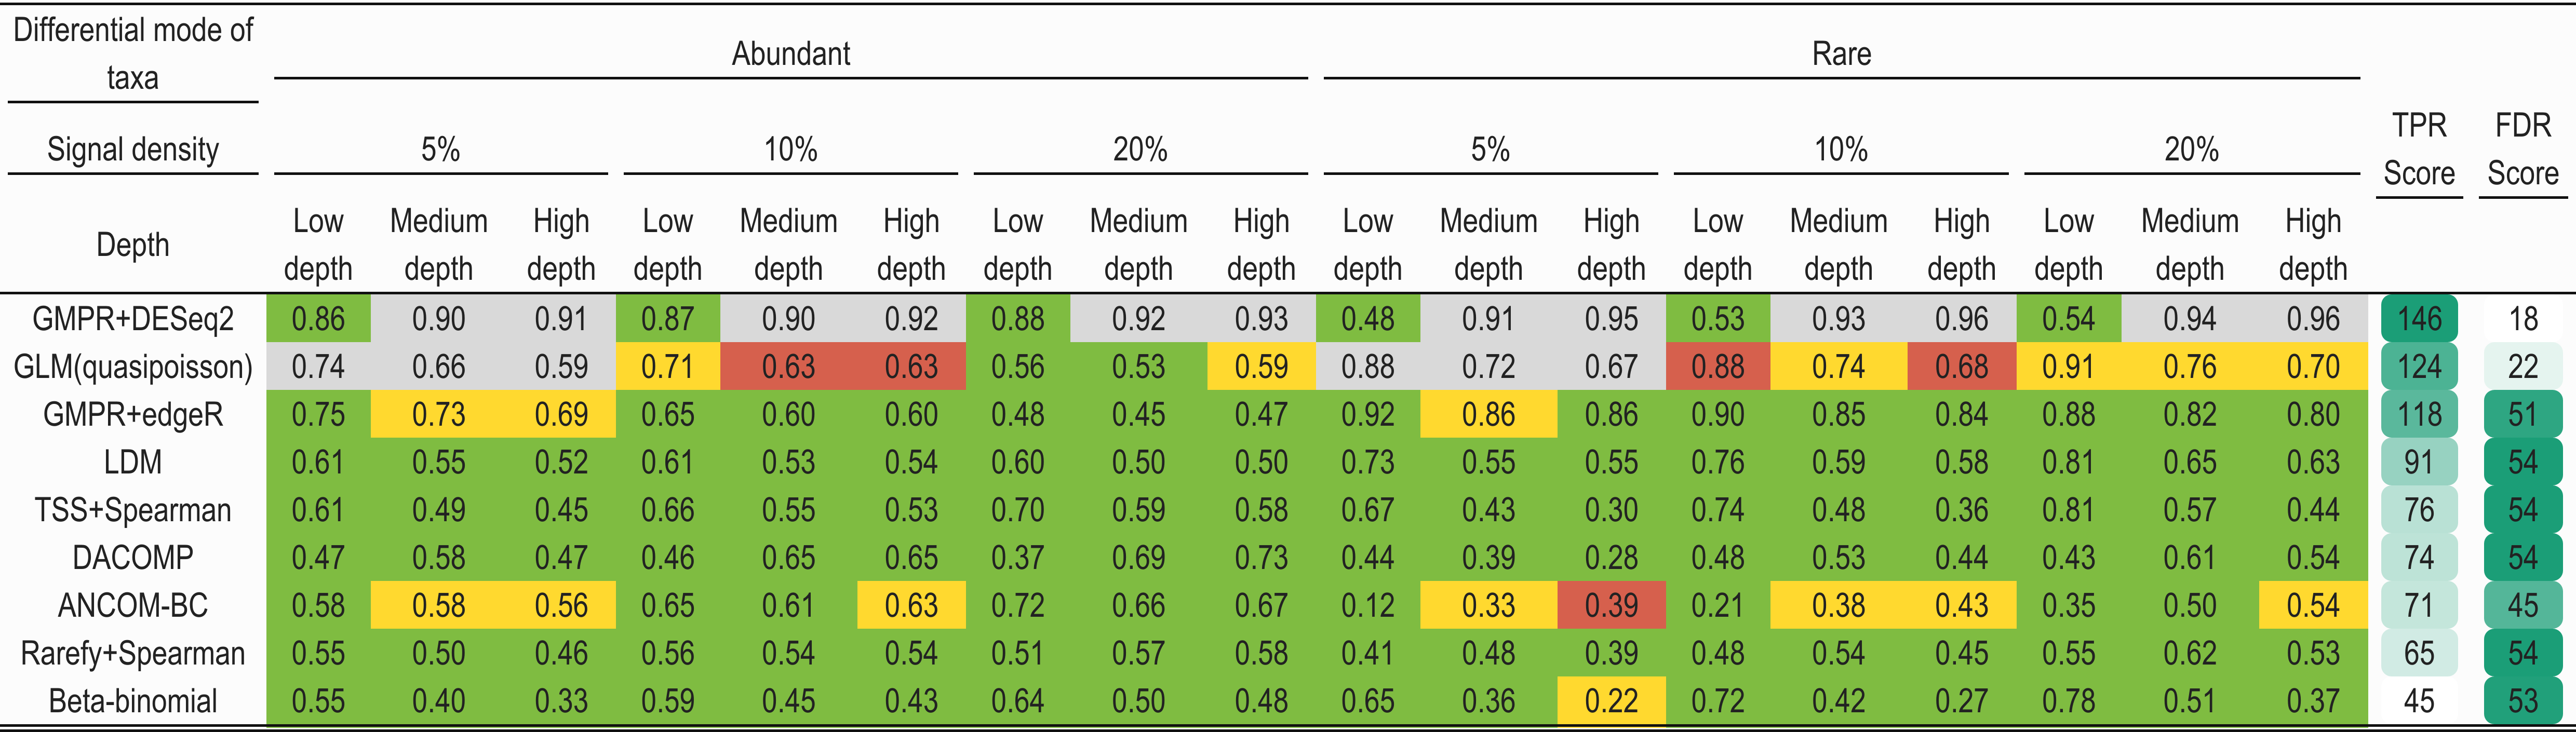 Differential mode of
taxa
Abundant
Rare
Signal density
5%
10%
20%
5%
10%
20%
TPR
Score
FDR
Score
Depth
Low
depth
Medium
depth
High
depth
Low
depth
Medium
depth
High
depth
Low
depth
Medium
depth
High
depth
Low
depth
Medium
depth
High
depth
Low
depth
Medium
depth
High
depth
Low
depth
Medium
depth
High
depth
GMPR+DESeq2 0.86 0.90 0.91 0.87 0.90 0.92 0.88 0.92 0.93 0.48 0.91 0.95 0.53 0.93 0.96 0.54 0.94 0.96 146 18
GLM(quasipoisson) 0.74 0.66 0.59 0.71 0.63 0.63 0.56 0.53 0.59 0.88 0.72 0.67 0.88 0.74 0.68 0.91 0.76 0.70 124 22
GMPR+edgeR 0.75 0.73 0.69 0.65 0.60 0.60 0.48 0.45 0.47 0.92 0.86 0.86 0.90 0.85 0.84 0.88 0.82 0.80 118 51
LDM 0.61 0.55 0.52 0.61 0.53 0.54 0.60 0.50 0.50 0.73 0.55 0.55 0.76 0.59 0.58 0.81 0.65 0.63 91 54
TSS+Spearman 0.61 0.49 0.45 0.66 0.55 0.53 0.70 0.59 0.58 0.67 0.43 0.30 0.74 0.48 0.36 0.81 0.57 0.44 76 54
DACOMP 0.47 0.58 0.47 0.46 0.65 0.65 0.37 0.69 0.73 0.44 0.39 0.28 0.48 0.53 0.44 0.43 0.61 0.54 74 54
ANCOM-BC 0.58 0.58 0.56 0.65 0.61 0.63 0.72 0.66 0.67 0.12 0.33 0.39 0.21 0.38 0.43 0.35 0.50 0.54 71 45
Rarefy+Spearman 0.55 0.50 0.46 0.56 0.54 0.54 0.51 0.57 0.58 0.41 0.48 0.39 0.48 0.54 0.45 0.55 0.62 0.53 65 54
Beta-binomial 0.55 0.40 0.33 0.59 0.45 0.43 0.64 0.50 0.48 0.65 0.36 0.22 0.72 0.42 0.27 0.78 0.51 0.37 45 53